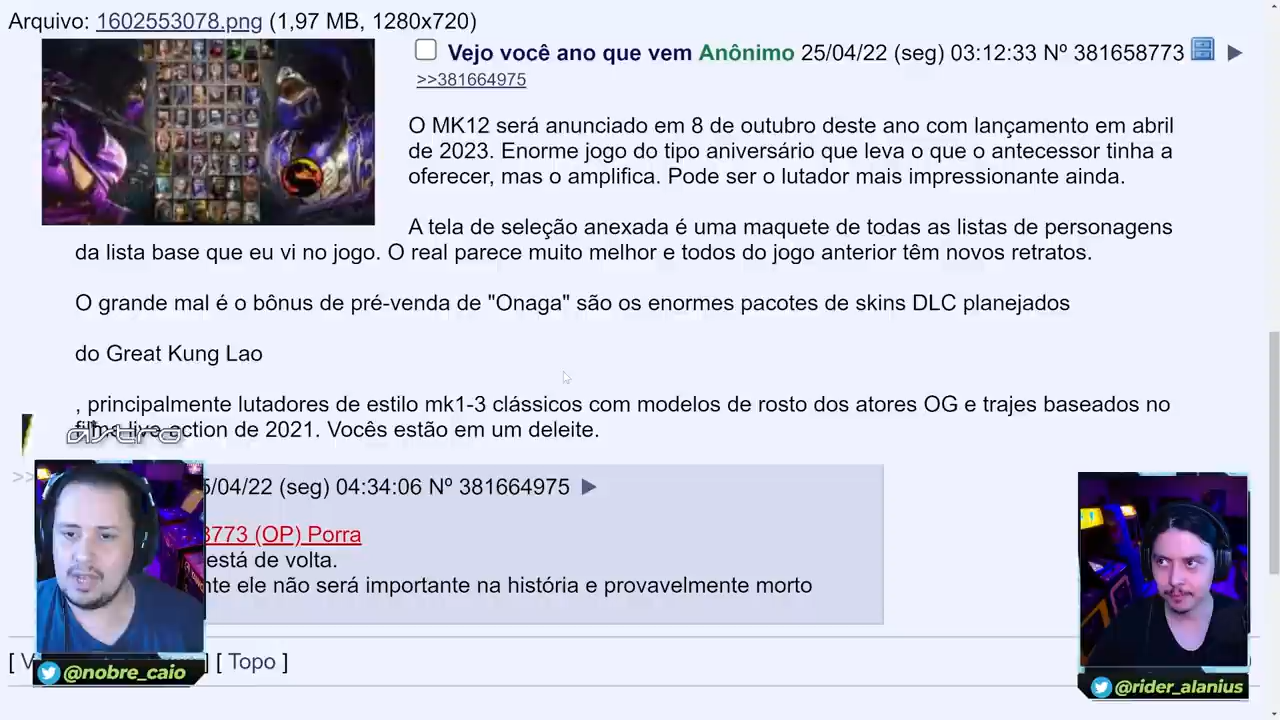 Arquivo: 1602553078.png (1,97 MB, 1280x720)
Vejo você ano que vem Anônimo 25/04/22 (seg) 03:12:33 Nº 381658773
>>381664975
O MK12 será anunciado em 8 de outubro deste ano com lançamento em abril
de 2023. Enorme jogo do tipo aniversário que leva o que o antecessor tinha a
oferecer, mas o amplifica. Pode ser o lutador mais impressionante ainda.
A tela de seleção anexada é uma maquete de todas as listas de personagens
da lista base que eu vi no jogo. O real parece muito melhor e todos do jogo anterior têm novos retratos.
O grande mal é o bônus de pré-venda de "Onaga" são os enormes pacotes de skins DLC planejados
do Great Kung Lao
, principalmente lutadores de estilo mk1-3 clássicos com modelos de rosto dos atores OG e trajes baseados no
filme live-action de 2021. Vocês estão em um deleite.
>>
5/04/22 (seg) 04:34:06 Nº 381664975
8773 (OP) Porra
está de volta.
nte ele não será importante na história e provavelmente morto
[ V ] [ Topo ]
@nobre_caio
@rider_alanius